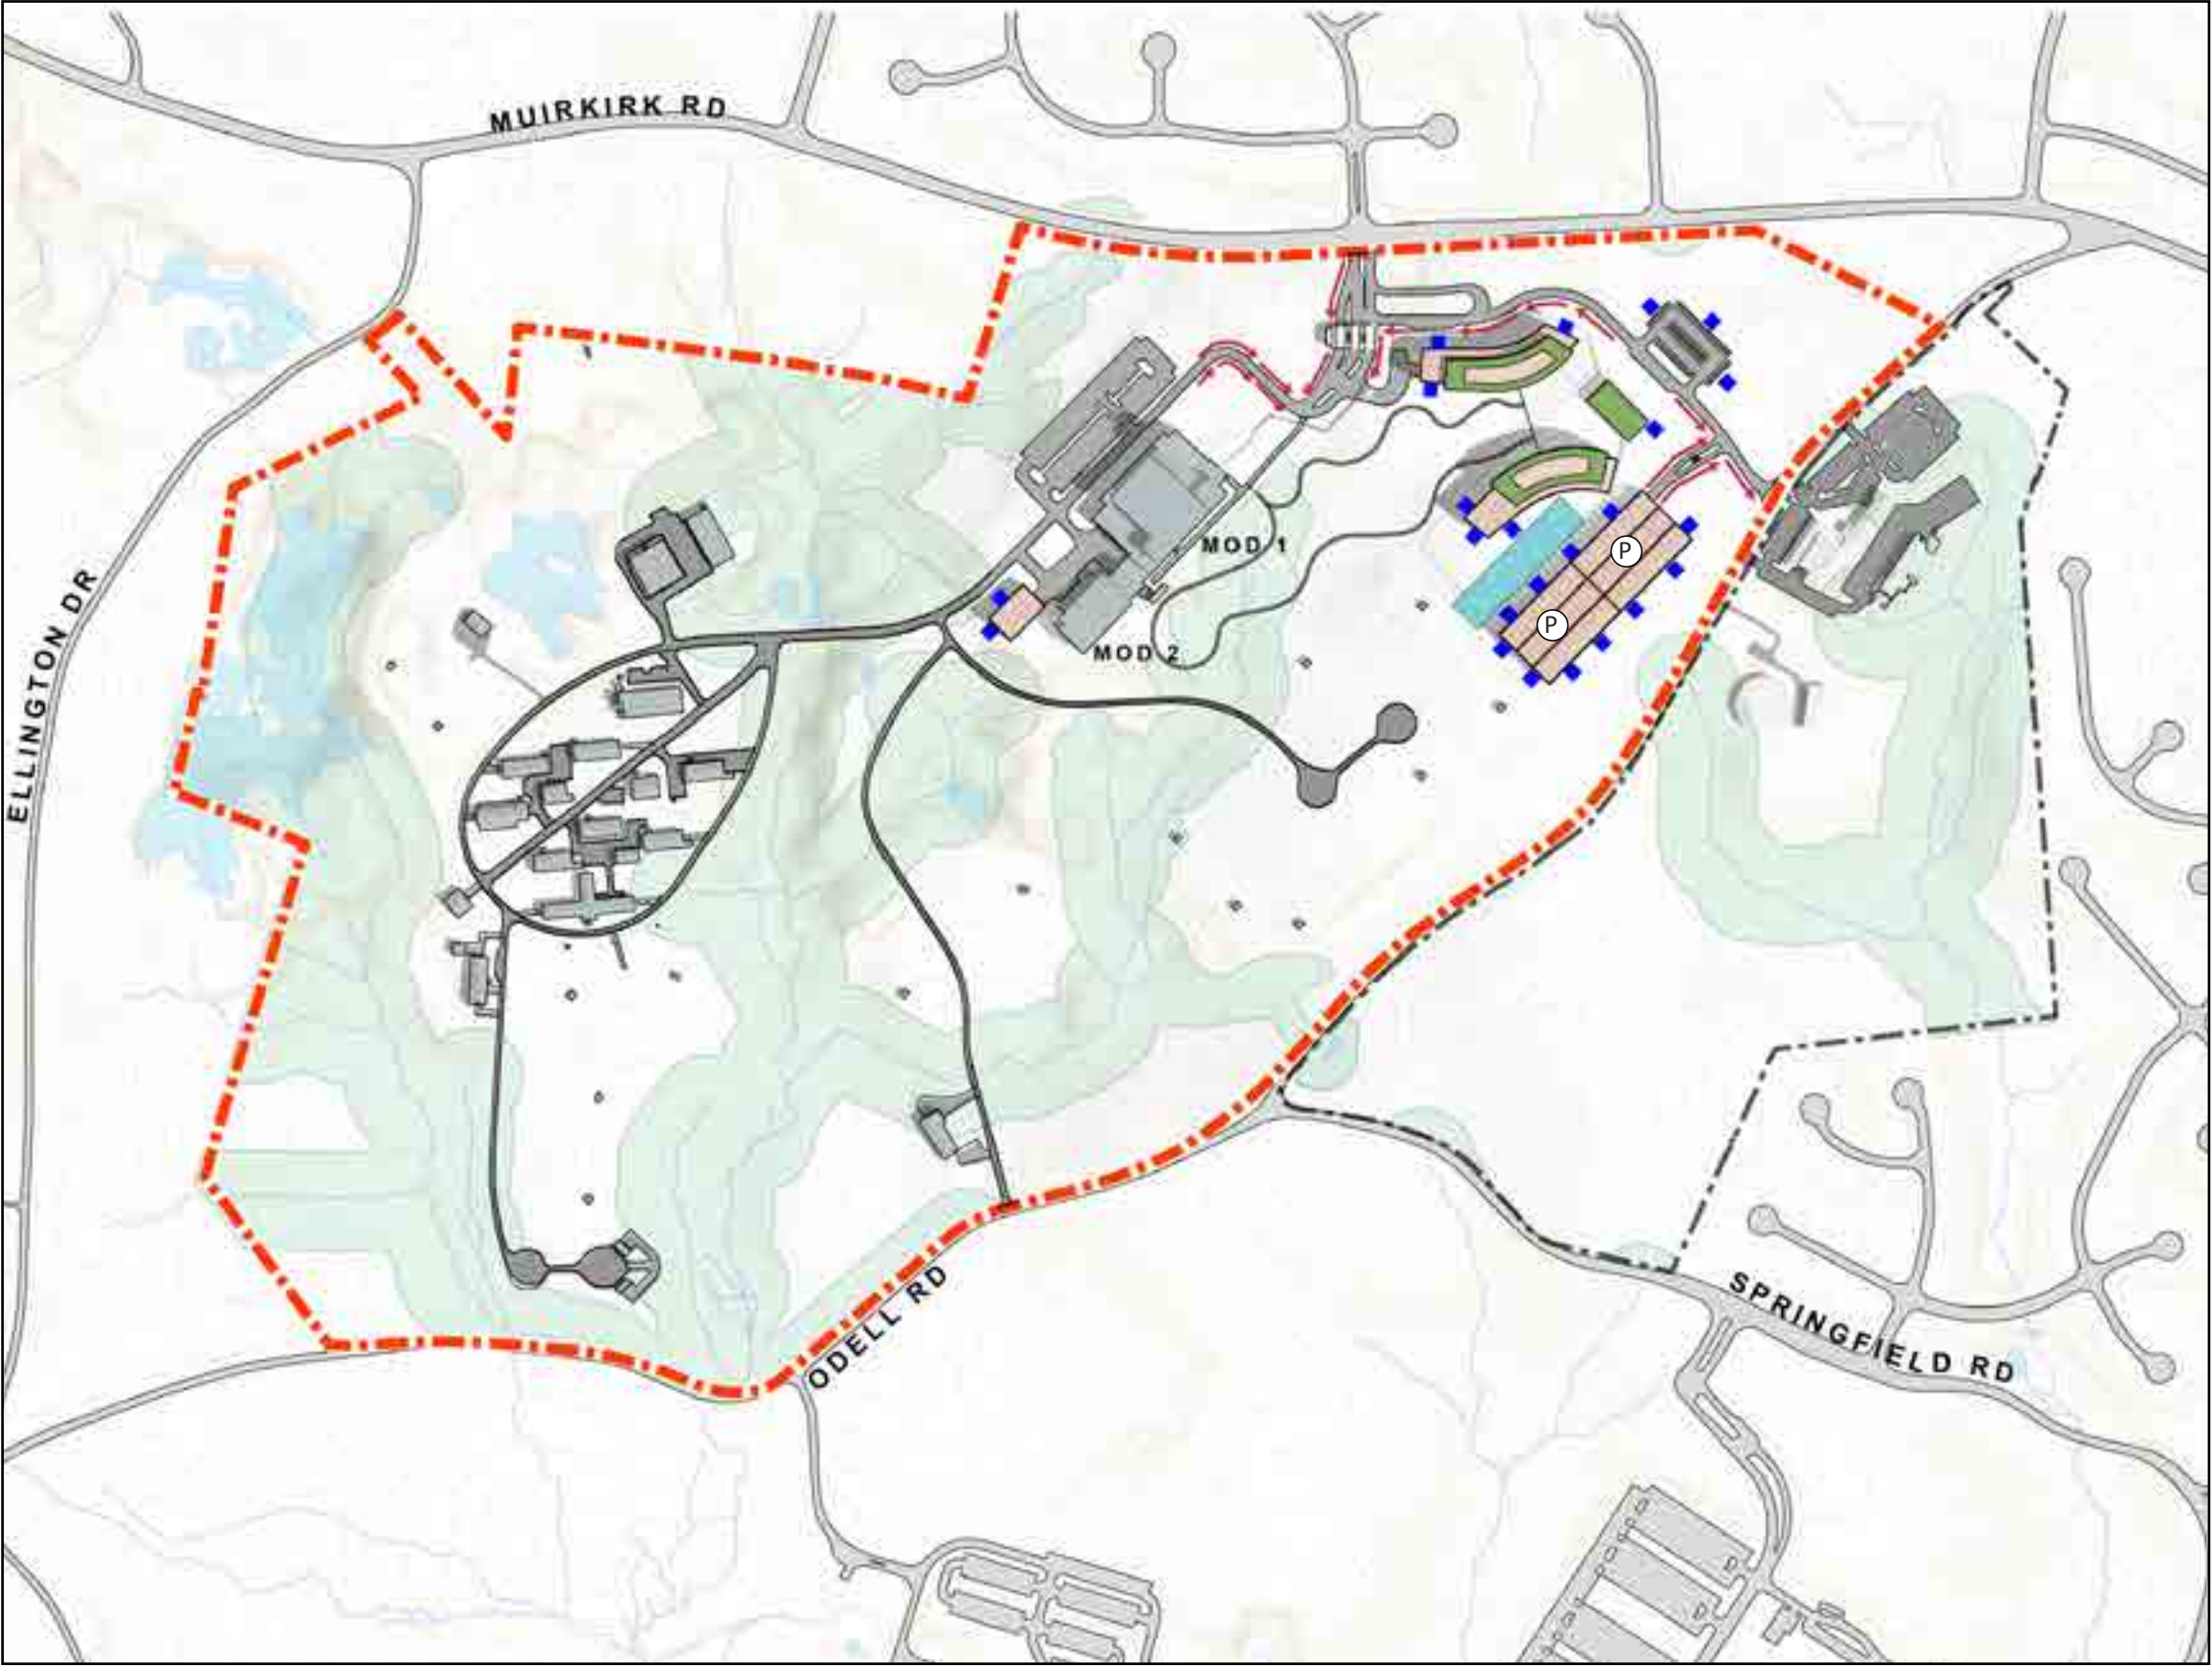 MUIRKIRK RD
MOD 1
P
P
MOD 2
ELLINGTON DR
ODELL RD
SPRINGFIELD RD